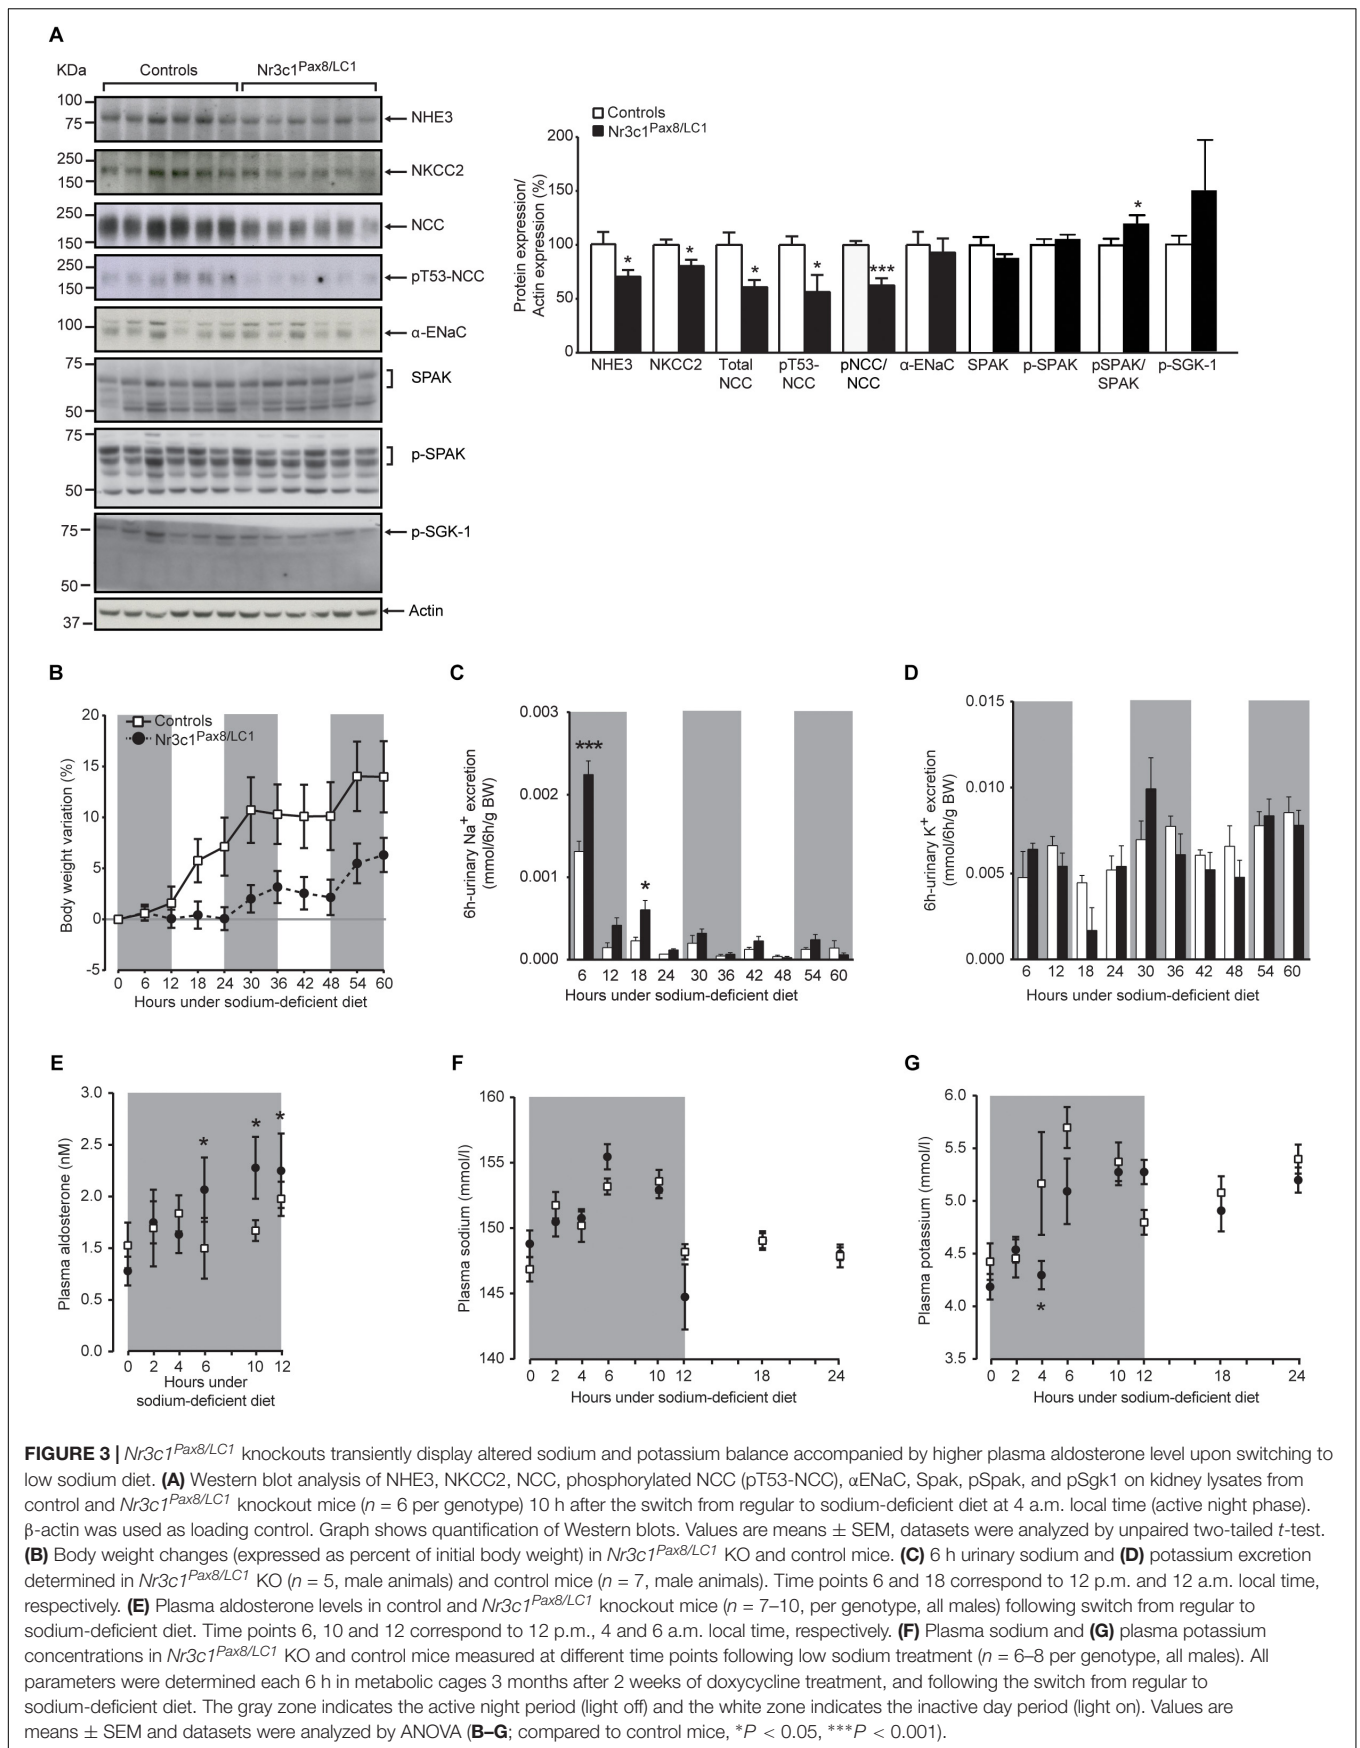 A
KDa
Controls
Nr3c1Pax8/LC1
100
75
NHE3
250
150
NKCC2
250
150
NCC
250
150
pT53-NCC
100
α-ENaC
75
50
SPAK
75
50
p-SPAK
75
50
p-SGK-1
37
Actin
Controls
Nr3c1Pax8/LC1
Protein expression/
Actin expression (%)
200
150
100
50
0
* * * * *** *
NHE3 NKCC2 Total NCC pT53-NCC pNCC/NCC α-ENaC SPAK p-SPAK pSPAK/SPAK p-SGK-1
B
Controls
Nr3c1Pax8/LC1
Body weight variation (%)
20
15
10
5
0
-5
0 6 12 18 24 30 36 42 48 54 60
Hours under sodium-deficient diet
C
6h-urinary Na+ excretion
(mmol/6h/g BW)
0.003
0.002
0.001
0.000
***
*
6 12 18 24 30 36 42 48 54 60
Hours under sodium-deficient diet
D
6h-urinary K+ excretion
(mmol/6h/g BW)
0.015
0.010
0.005
0.000
6 12 18 24 30 36 42 48 54 60
Hours under sodium-deficient diet
E
Plasma aldosterone (nM)
3.0
2.5
2.0
1.5
0.5
0.0
* * *
0 2 4 6 10 12
Hours under
sodium-deficient diet
F
Plasma sodium (mmol/l)
160
155
150
145
140
0 2 4 6 10 12 18 24
Hours under sodium-deficient diet
G
Plasma potassium (mmol/l)
6.0
5.5
5.0
4.5
4.0
3.5
*
0 2 4 6 10 12 18 24
Hours under sodium-deficient diet
FIGURE 3 | Nr3c1Pax8/LC1 knockouts transiently display altered sodium and potassium balance accompanied by higher plasma aldosterone level upon switching to
low sodium diet. (A) Western blot analysis of NHE3, NKCC2, NCC, phosphorylated NCC (pT53-NCC), αENaC, Spak, pSpak, and pSgk1 on kidney lysates from
control and Nr3c1Pax8/LC1 knockout mice (n = 6 per genotype) 10 h after the switch from regular to sodium-deficient diet at 4 a.m. local time (active night phase).
β-actin was used as loading control. Graph shows quantification of Western blots. Values are means ± SEM, datasets were analyzed by unpaired two-tailed t-test.
(B) Body weight changes (expressed as percent of initial body weight) in Nr3c1Pax8/LC1 KO and control mice. (C) 6 h urinary sodium and (D) potassium excretion
determined in Nr3c1Pax8/LC1 KO (n = 5, male animals) and control mice (n = 7, male animals). Time points 6 and 18 correspond to 12 p.m. and 12 a.m. local time,
respectively. (E) Plasma aldosterone levels in control and Nr3c1Pax8/LC1 knockout mice (n = 7–10, per genotype, all males) following switch from regular to
sodium-deficient diet. Time points 6, 10 and 12 correspond to 12 p.m., 4 and 6 a.m. local time, respectively. (F) Plasma sodium and (G) plasma potassium
concentrations in Nr3c1Pax8/LC1 KO and control mice measured at different time points following low sodium treatment (n = 6–8 per genotype, all males). All
parameters were determined each 6 h in metabolic cages 3 months after 2 weeks of doxycycline treatment, and following the switch from regular to
sodium-deficient diet. The gray zone indicates the active night period (light off) and the white zone indicates the inactive day period (light on). Values are
means ± SEM and datasets were analyzed by ANOVA (B–G; compared to control mice, *P < 0.05, ***P < 0.001).